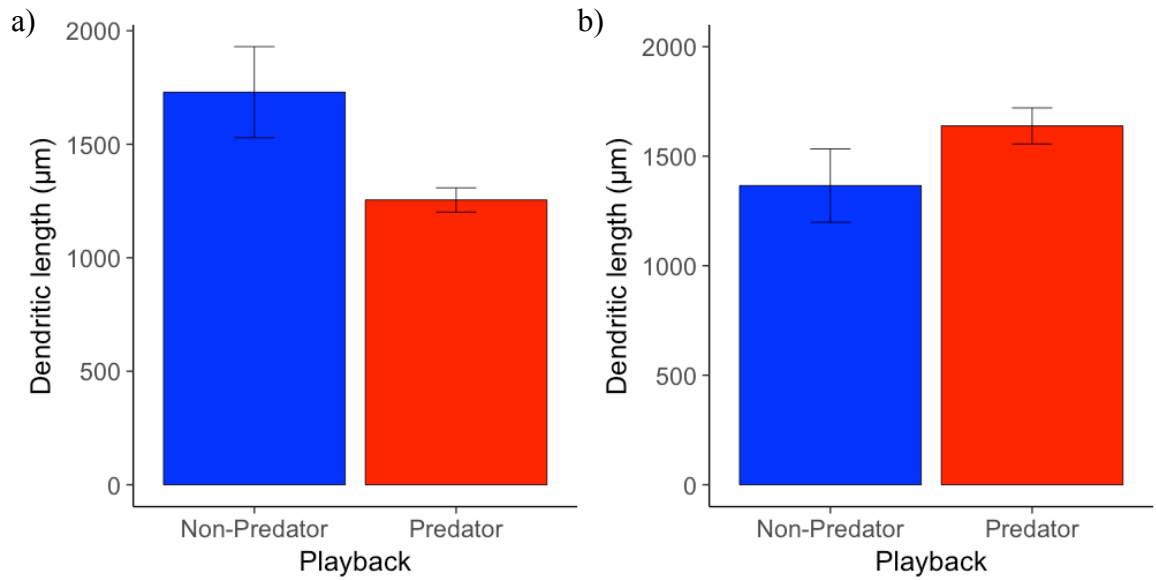 a)
2000
1500
1000
500
0
Dendritic length (µm)
Non-Predator Predator
Playback
b)
2000
1500
1000
500
0
Dendritic length (µm)
Non-Predator Predator
Playback